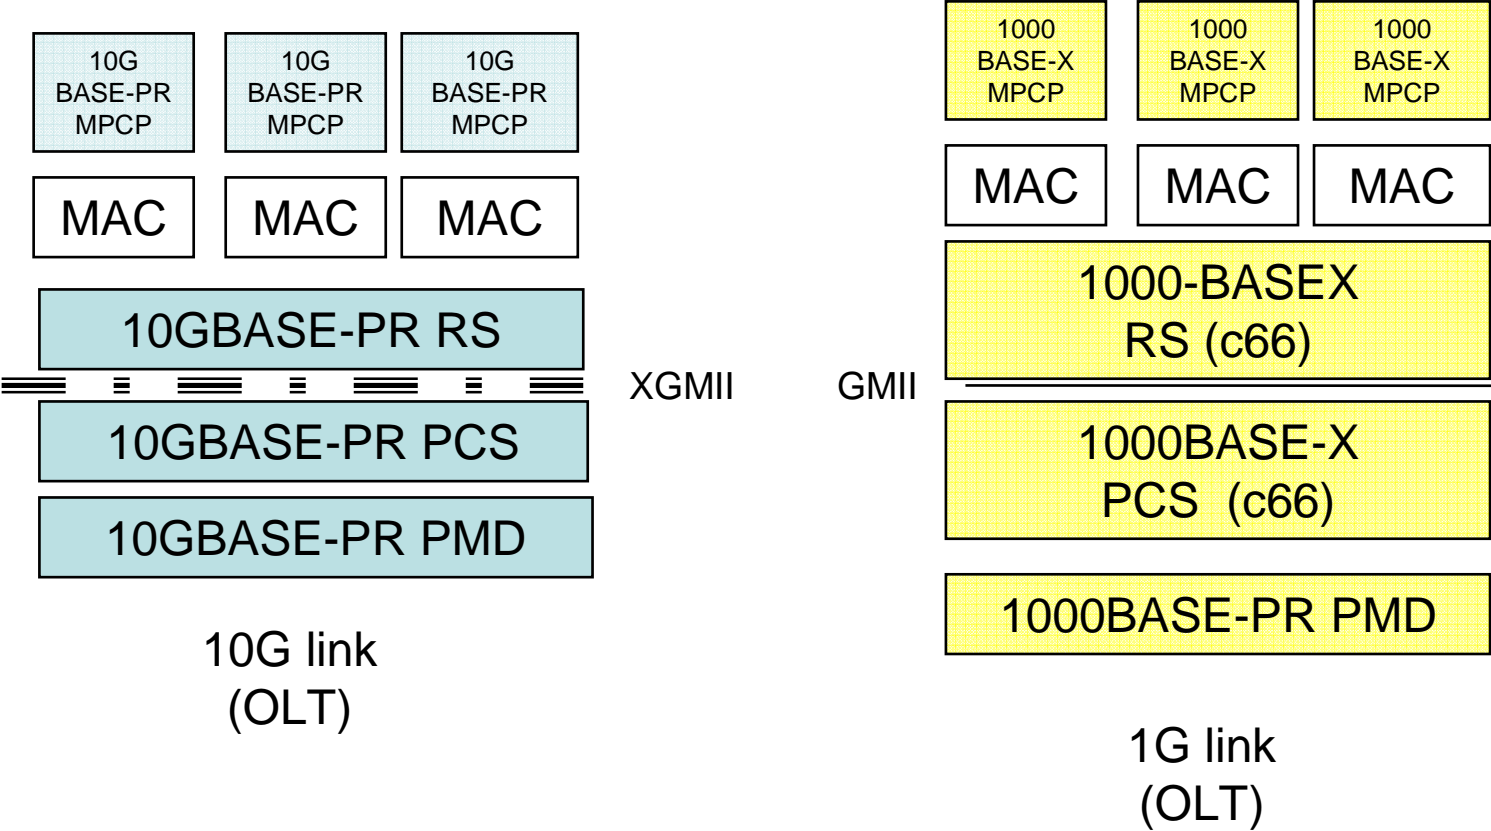 10G
BASE-PR
MPCP
10G
BASE-PR
MPCP
10G
BASE-PR
MPCP
MAC
MAC
MAC
10GBASE-PR RS
XGMII
10GBASE-PR PCS
10GBASE-PR PMD
10G link
(OLT)
1000
BASE-X
MPCP
1000
BASE-X
MPCP
1000
BASE-X
MPCP
MAC
MAC
MAC
1000-BASEX
RS (c66)
GMII
1000BASE-X
PCS (c66)
1000BASE-PR PMD
1G link
(OLT)